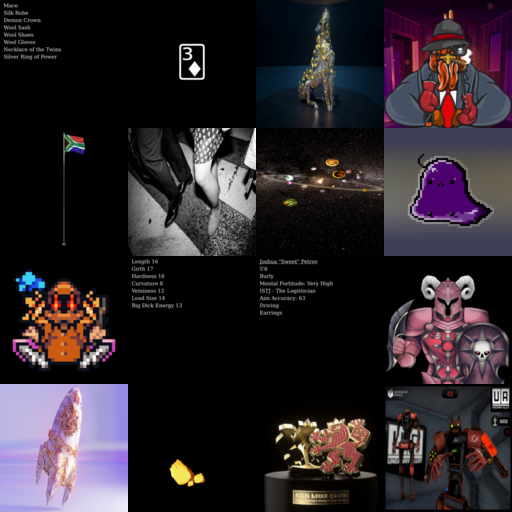 Mace
Silk Robe
Demon Crown
Wool Sash
Wool Shoes
Wool Gloves
Necklace of the Twins
Silver Ring of Power
3
Length 16
Girth 17
Hardness 16
Curvature 8
Veininess 12
Load Size 14
Big Dick Energy 13
Joshua "Sweet" Petrov
5'6
Burly
Mental Fortitude: Very High
ISTJ - The Logistician
Aim Accuracy: 63
Driving
Earrings
RED LION CLUB
UA